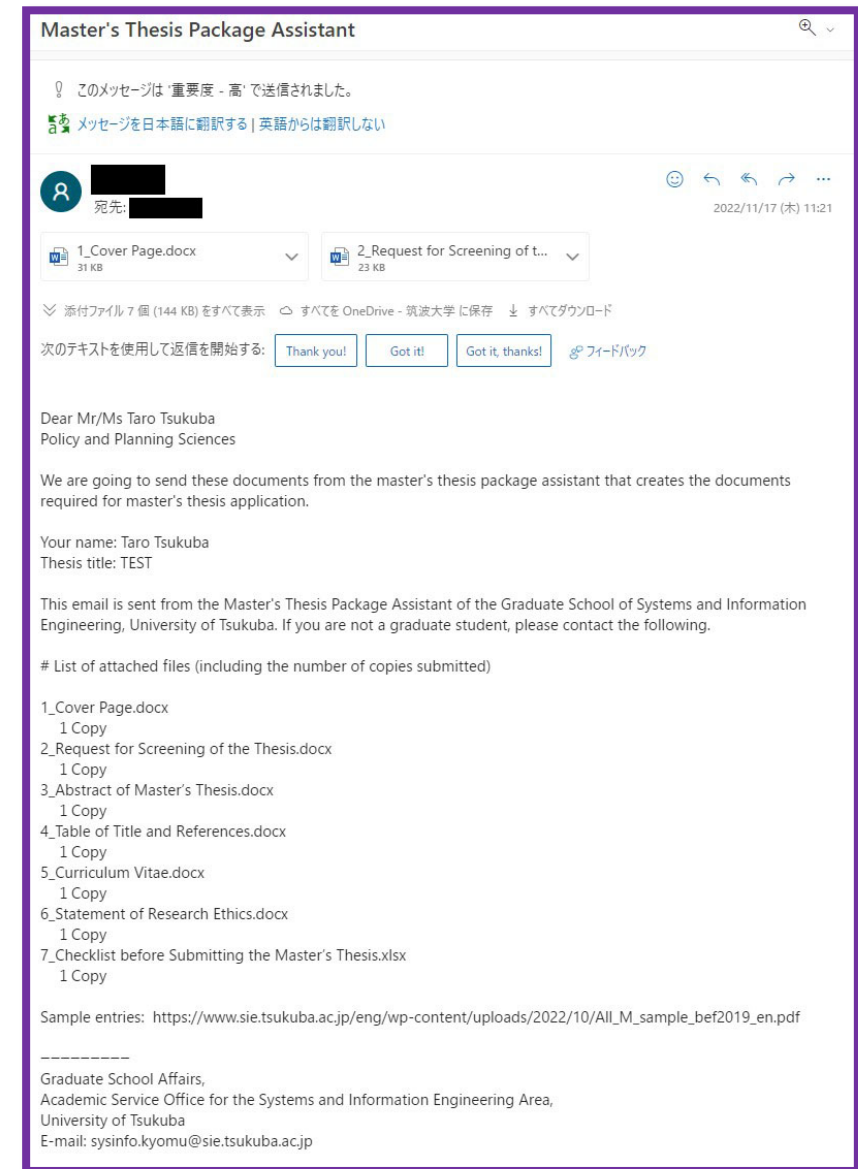 Master's Thesis Package Assistant
このメッセージは '重要度 - 高' で送信されました。
メッセージを日本語に翻訳する | 英語からは翻訳しない
宛先:
2022/11/17 (木) 11:21
1_Cover Page.docx
31 KB
2_Request for Screening of t...
23 KB
添付ファイル 7 個 (144 KB) をすべて表示 すべてを OneDrive - 筑波大学 に保存 すべてダウンロード
次のテキストを使用して返信を開始する: Thank you! Got it! Got it, thanks! フィードバック
Dear Mr/Ms Taro Tsukuba
Policy and Planning Sciences
We are going to send these documents from the master's thesis package assistant that creates the documents
required for master's thesis application.
Your name: Taro Tsukuba
Thesis title: TEST
This email is sent from the Master's Thesis Package Assistant of the Graduate School of Systems and Information
Engineering, University of Tsukuba. If you are not a graduate student, please contact the following.
# List of attached files (including the number of copies submitted)
1_Cover Page.docx
1 Copy
2_Request for Screening of the Thesis.docx
1 Copy
3_Abstract of Master's Thesis.docx
1 Copy
4_Table of Title and References.docx
1 Copy
5_Curriculum Vitae.docx
1 Copy
6_Statement of Research Ethics.docx
1 Copy
7_Checklist before Submitting the Master's Thesis.xlsx
1 Copy
Sample entries: https://www.sie.tsukuba.ac.jp/eng/wp-content/uploads/2022/10/All_M_sample_bef2019_en.pdf
—————————
Graduate School Affairs,
Academic Service Office for the Systems and Information Engineering Area,
University of Tsukuba
E-mail: sysinfo.kyomu@sie.tsukuba.ac.jp